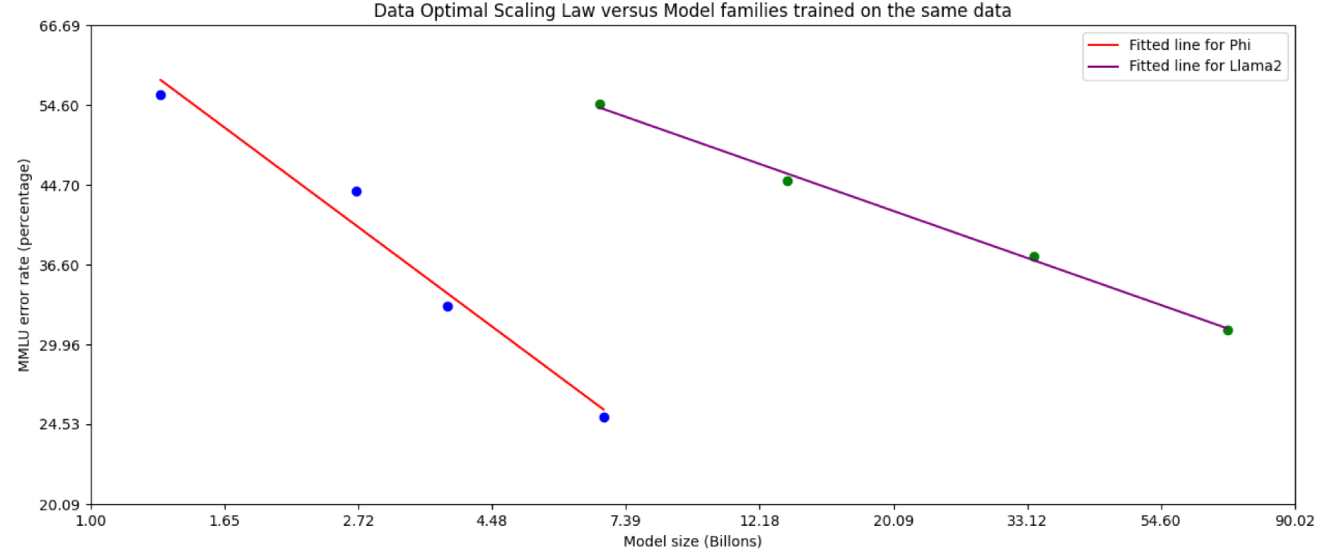 Data Optimal Scaling Law versus Model families trained on the same data
66.69
54.60
44.70
36.60
29.96
24.53
20.09
MMLU error rate (percentage)
Fitted line for Phi
Fitted line for Llama2
1.00 1.65 2.72 4.48 7.39 12.18 20.09 33.12 54.60 90.02
Model size (Billons)